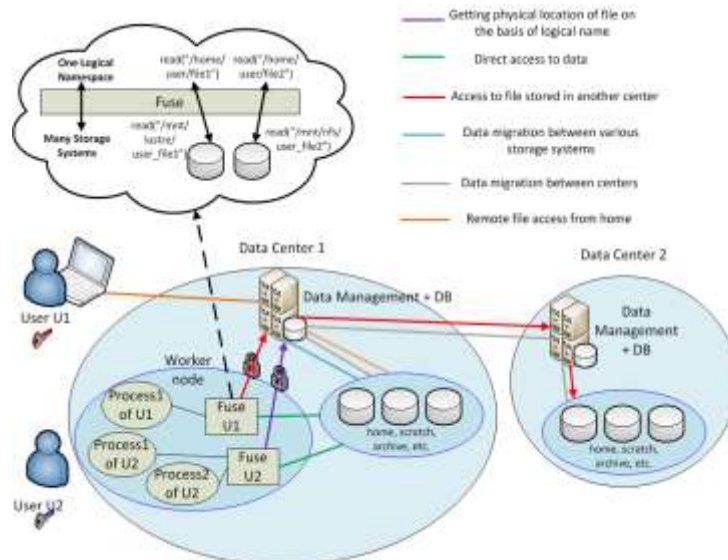 One Logical
Namespace
read("/home/
user/file1")
read("/home/
user/file2")
Fuse
Many Storage
Systems
read("/mnt/
lustre/
user_file1")
read("/mnt/nfs/
user_file2")
Getting physical location of file on
the basis of logical name
Direct access to data
Access to file stored in another center
Data migration between various
storage systems
Data migration between centers
Remote file access from home
Data Center 1
Data Center 2
User U1
Data Management + DB
Data
Management
+ DB
Worker
node
Process1
of U1
Fuse
U1
Process1
of U2
Fuse
U2
Process2
of U2
home, scratch,
archive, etc.
home, scratch,
archive, etc.
User U2